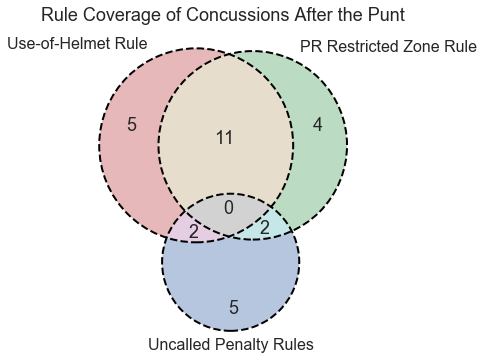 Rule Coverage of Concussions After the Punt
Use-of-Helmet Rule
PR Restricted Zone Rule
5
11
4
0
2
2
5
Uncalled Penalty Rules